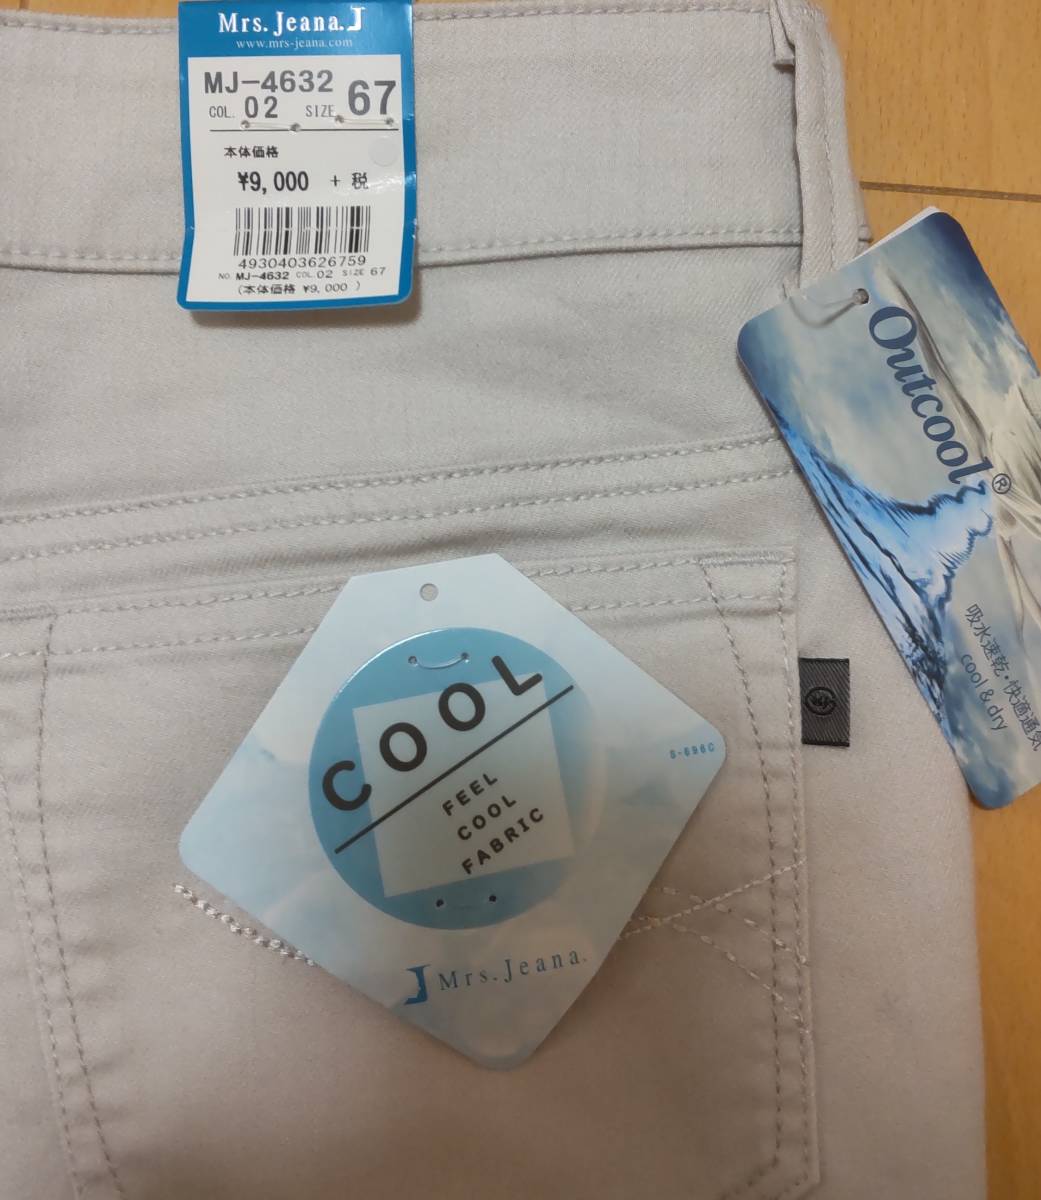 Mrs. Jeana.
www.mrs-jeana.com
MJ-4632
COL. 02 SIZE 67
本体価格
¥9,000 + 税
4930403626759
NO. MJ-4632 COL. 02 SIZE 67
(本体価格 ¥9,000 )
Outcool®
吸水速乾・快適通気
cool & dry
COOL
FEEL
COOL
FABRIC
S-696C
Mrs. Jeana.